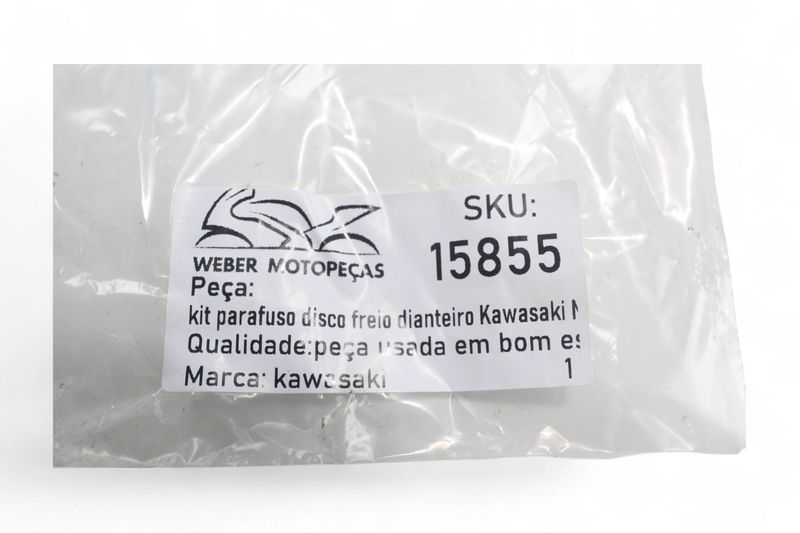 SKU:
15855
WEBER MOTOPEÇAS
Peça:
kit parafuso disco freio dianteiro Kawasaki
Qualidade:peça usada em bom es
Marca: kawasaki 1